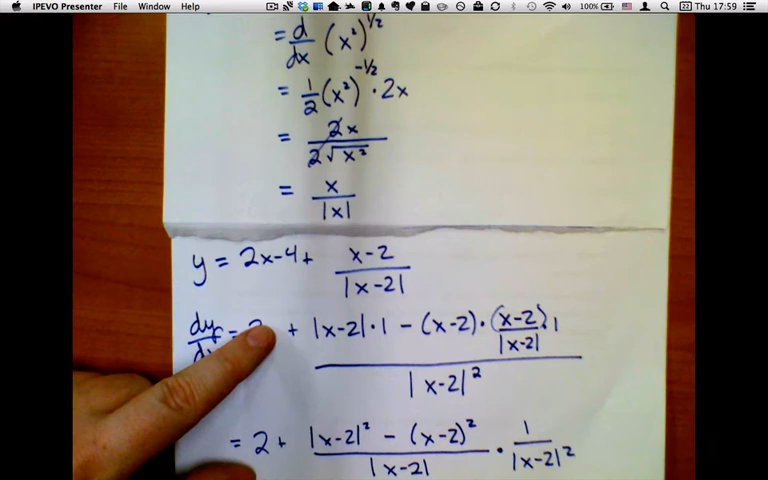 IPEVO Presenter File Window Help 22 100% Thu 17:59
= d/dx (x²)^1/2
= 1/2 (x²)^-1/2 · 2x
= 2x / 2√x²
= x / |x|
y = 2x-4 + x-2 / |x-2|
dy/dx = 2 + |x-2|·1 - (x-2)·(x-2 / |x-2|)·1 / |x-2|²
= 2 + |x-2|² - (x-2)² / |x-2| · 1 / |x-2|²